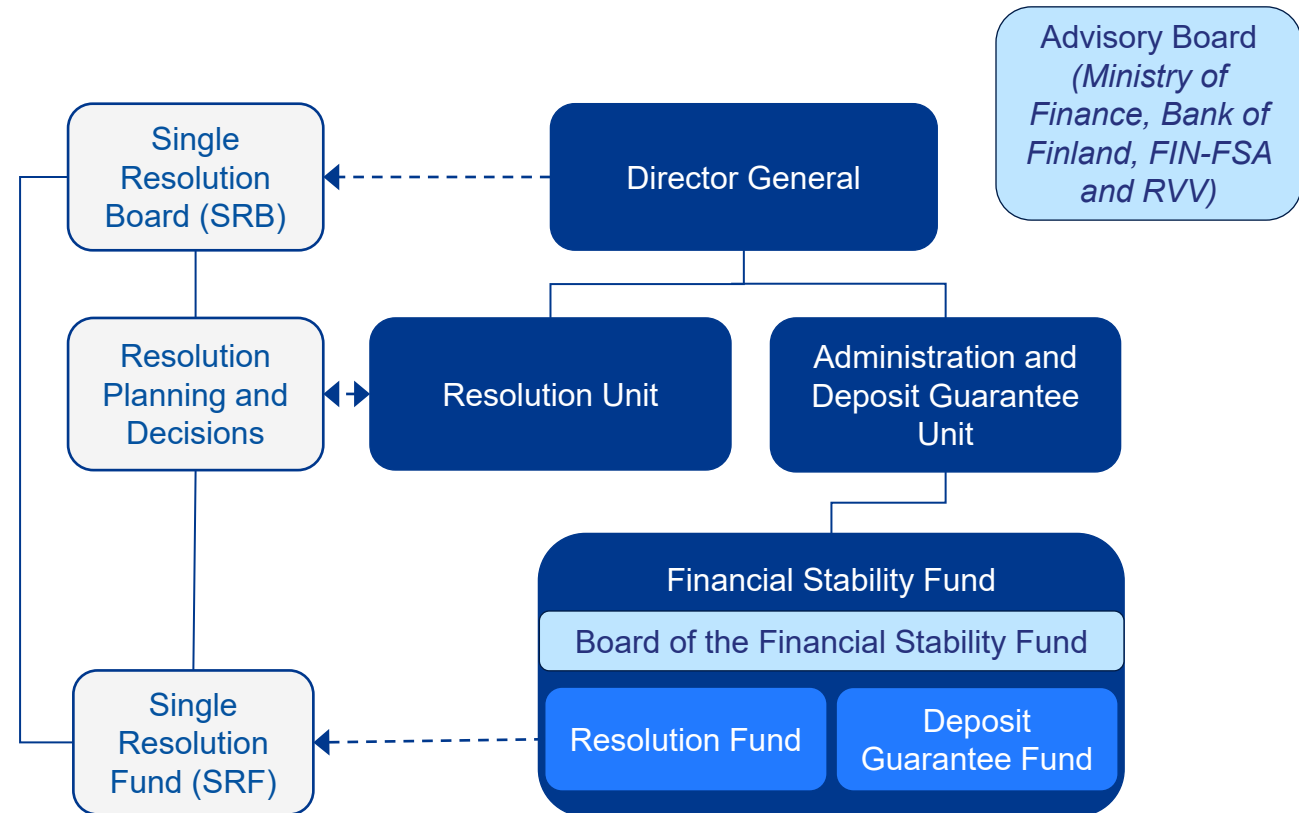 Advisory Board
(Ministry of
Finance, Bank of
Finland, FIN-FSA
and RVV)
Single
Resolution
Board (SRB)
Director General
Resolution
Planning and
Decisions
Resolution Unit
Administration and
Deposit Guarantee
Unit
Financial Stability Fund
Board of the Financial Stability Fund
Single
Resolution
Fund (SRF)
Resolution Fund
Deposit
Guarantee Fund